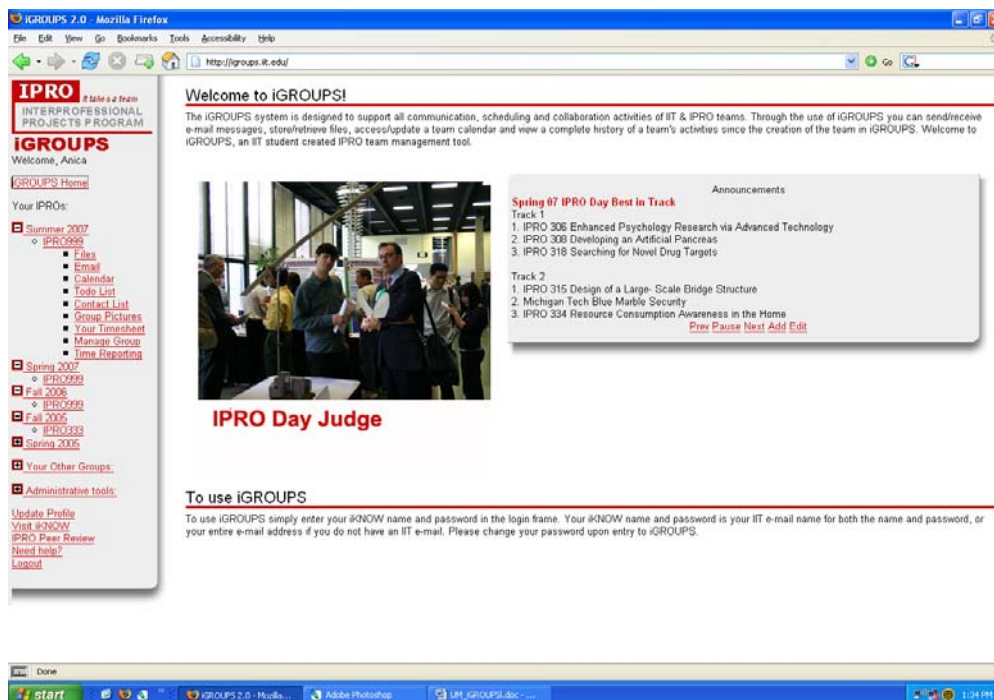 iGROUPS 2.0 - Mozilla Firefox
File Edit View Go Bookmarks Tools Accessibility Help
http://igroups.iit.edu/
Go
IPRO It takes a team
INTERPROFESSIONAL
PROJECTS PROGRAM
iGROUPS
Welcome, Anica
iGROUPS Home
Your IPROs:
Summer 2007
IPRO999
Files
Email
Calendar
Todo List
Contact List
Group Pictures
Your Timesheet
Manage Group
Time Reporting
Spring 2007
IPRO999
Fall 2006
IPRO999
Fall 2005
IPRO333
Spring 2005
Your Other Groups:
Administrative tools:
Update Profile
Visit iKNOW
IPRO Peer Review
Need help?
Logout
Welcome to iGROUPS!
The iGROUPS system is designed to support all communication, scheduling and collaboration activities of IIT & IPRO teams. Through the use of iGROUPS you can send/receive
e-mail messages, store/retrieve files, access/update a team calendar and view a complete history of a team's activities since the creation of the team in iGROUPS. Welcome to
iGROUPS, an IIT student created IPRO team management tool.
IPRO Day Judge
Announcements
Spring 07 IPRO Day Best in Track
Track 1
1. IPRO 306 Enhanced Psychology Research via Advanced Technology
2. IPRO 308 Developing an Artificial Pancreas
3. IPRO 318 Searching for Novel Drug Targets
Track 2
1. IPRO 315 Design of a Large- Scale Bridge Structure
2. Michigan Tech Blue Marble Security
3. IPRO 334 Resource Consumption Awareness in the Home
Prev Pause Next Add Edit
To use iGROUPS
To use iGROUPS simply enter your iKNOW name and password in the login frame. Your iKNOW name and password is your IIT e-mail name for both the name and password, or
your entire e-mail address if you do not have an IIT e-mail. Please change your password upon entry to iGROUPS.
Done
start
iGROUPS 2.0 - Mozilla...
Adobe Photoshop
UM_iGROUPSI.doc - ...
1:34 PM